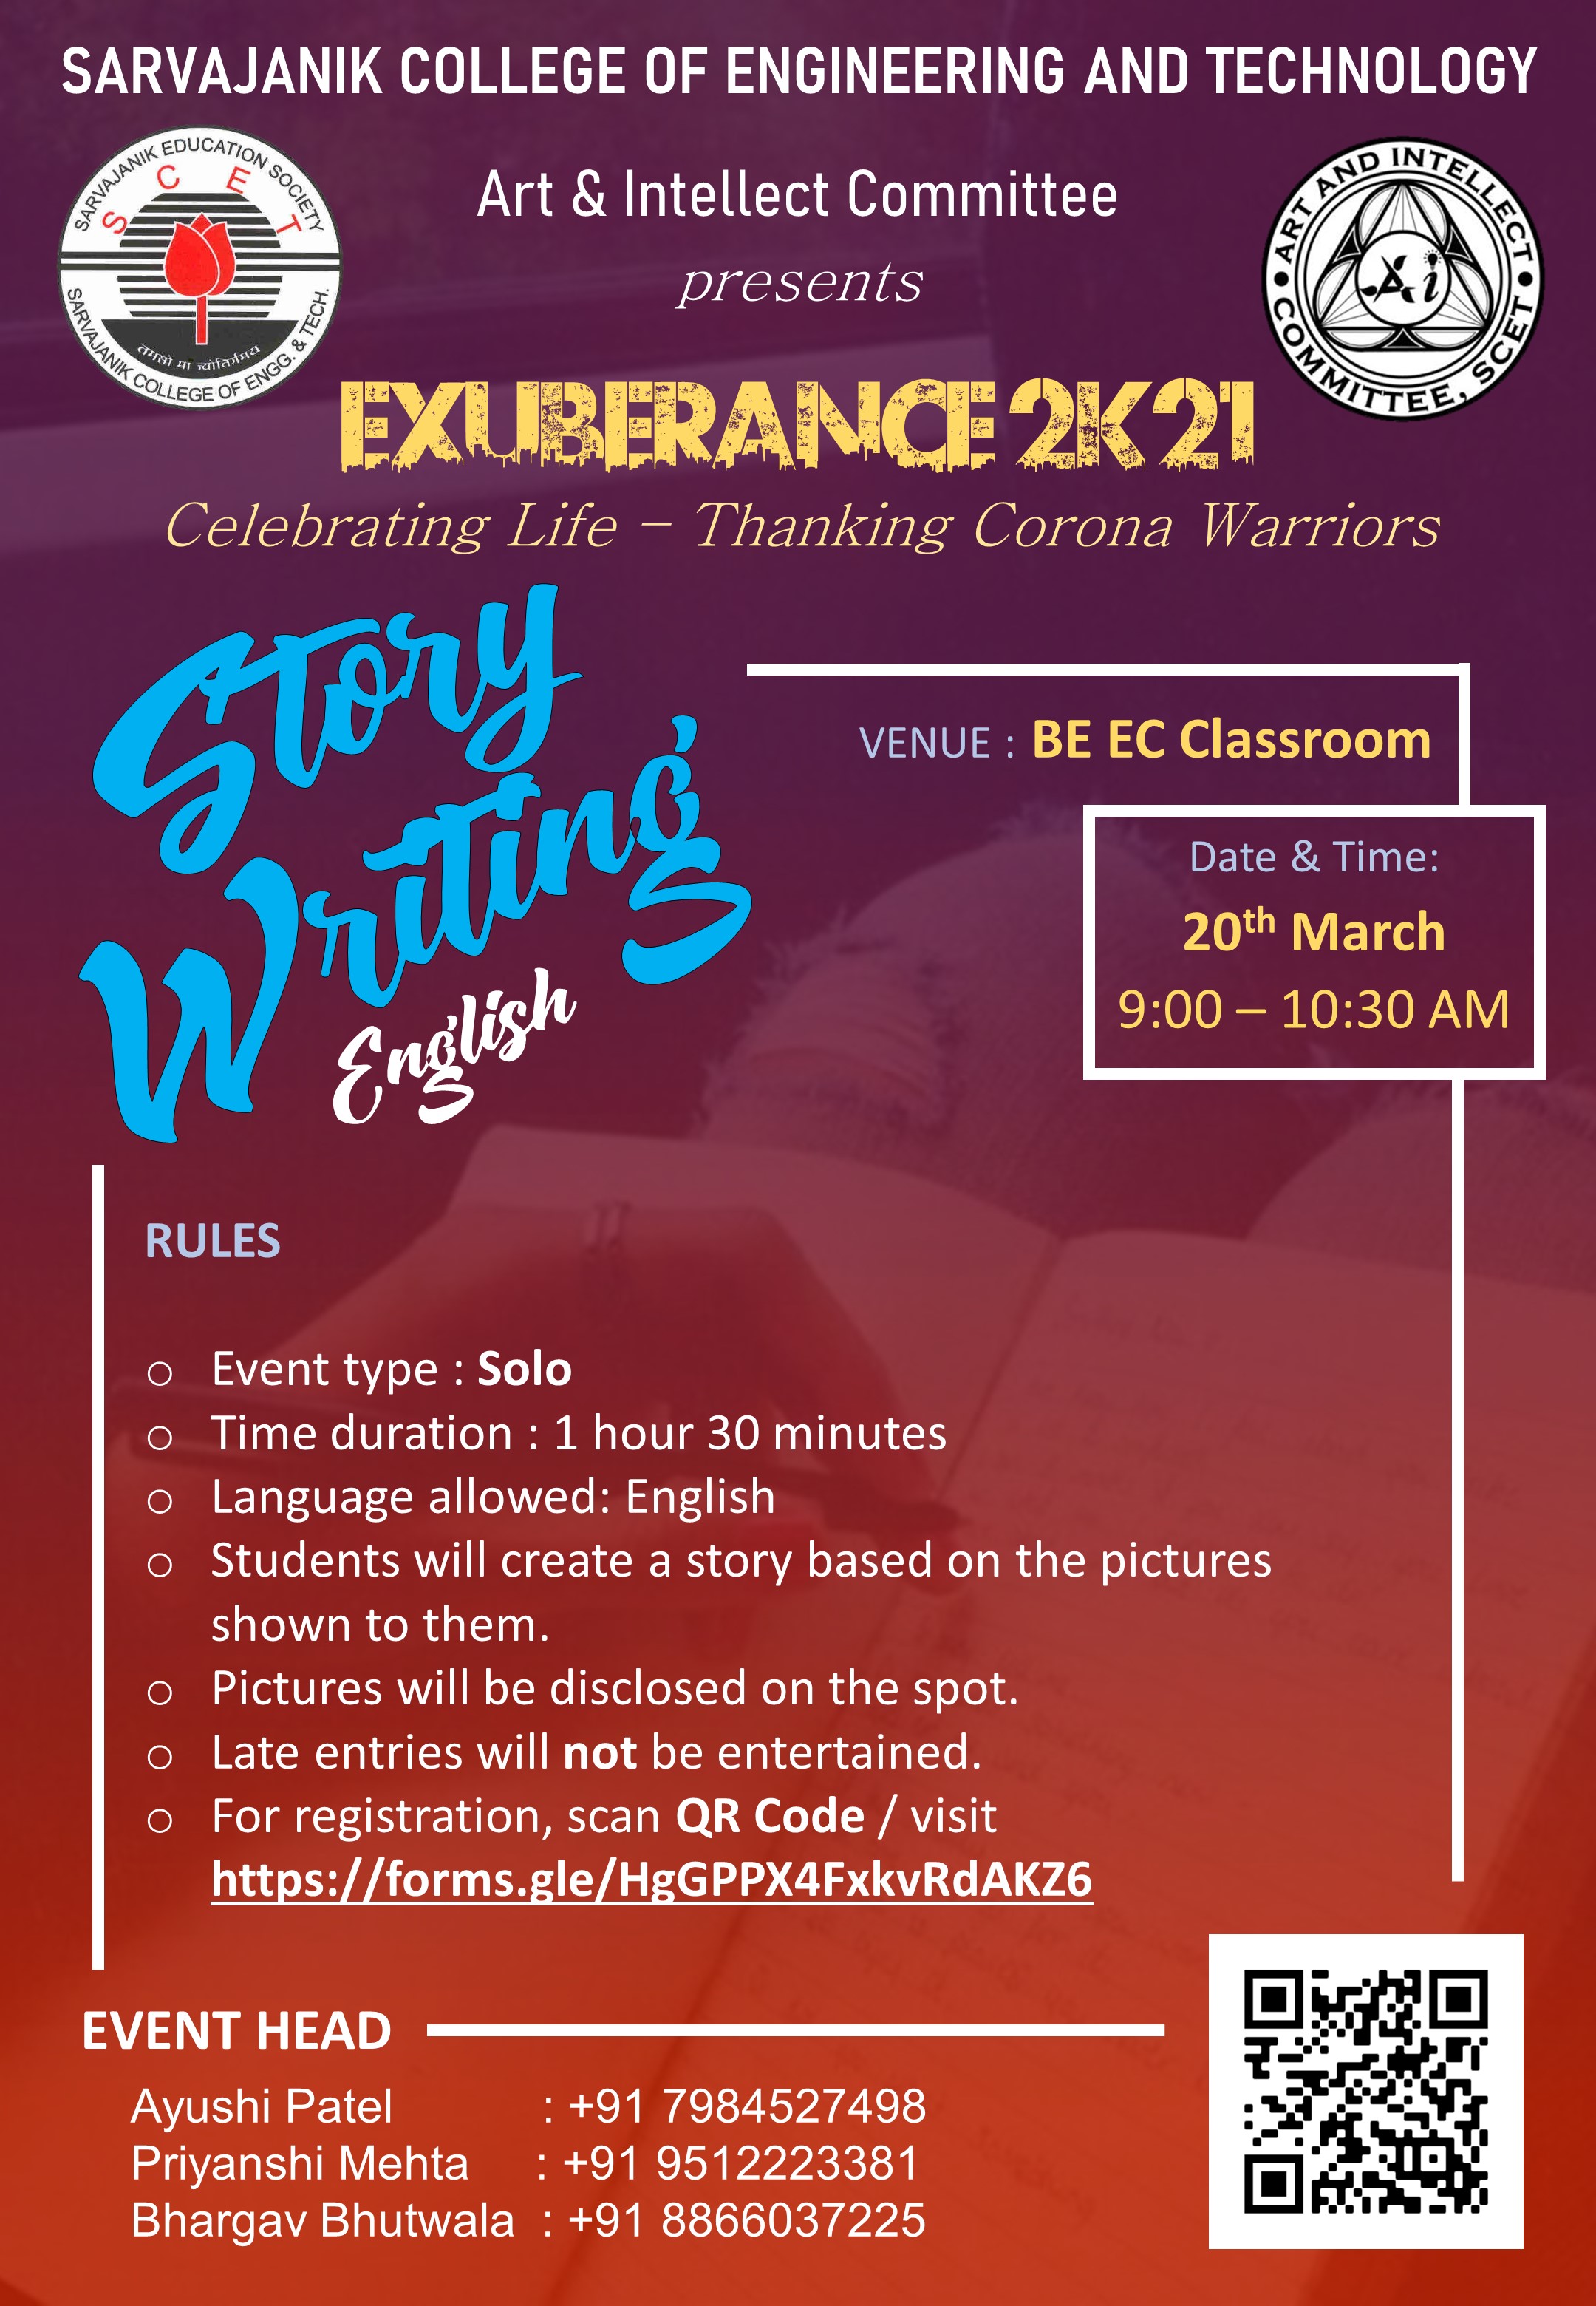 SARVAJANIK COLLEGE OF ENGINEERING AND TECHNOLOGY
SARVAJANIK EDUCATION SOCIETY
S C E T
तमसो मा ज्योतिर्गमय
SARVAJANIK COLLEGE OF ENGG. & TECH.
Art & Intellect Committee
presents
ART AND INTELLECT
Ai
COMMITTEE, SCET
EXUBERANCE 2K21
Celebrating Life – Thanking Corona Warriors
Story
Writing
English
VENUE : BE EC Classroom
Date & Time:
20th March
9:00 – 10:30 AM
RULES
o Event type : Solo
o Time duration : 1 hour 30 minutes
o Language allowed: English
o Students will create a story based on the pictures
shown to them.
o Pictures will be disclosed on the spot.
o Late entries will not be entertained.
o For registration, scan QR Code / visit
https://forms.gle/HgGPPX4FxkvRdAKZ6
EVENT HEAD
Ayushi Patel : +91 7984527498
Priyanshi Mehta : +91 9512223381
Bhargav Bhutwala : +91 8866037225